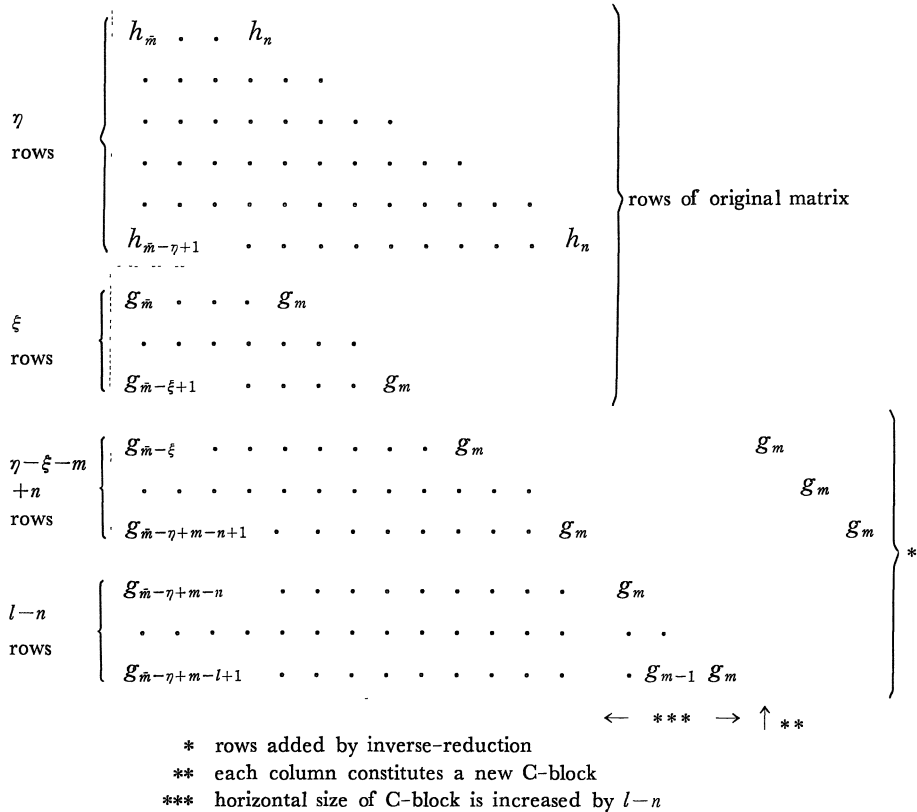 h_m̄ . . h_n
. . . . . .
η . . . . . . . .
rows . . . . . . . . . .
. . . . . . . . . . . . rows of original matrix
h_{m̄−η+1} . . . . . . . . . . h_n
g_m̄ . . . g_m
ξ . . . . . . .
rows g_{m̄−ξ+1} . . . . g_m
η−ξ−m g_{m̄−ξ} . . . . . . . g_m g_m
+n . . . . . . . . . . . . g_m
rows g_{m̄−η+m−n+1} . . . . . . . . g_m g_m *
g_{m̄−η+m−n} . . . . . . . . . g_m
l−n . . . . . . . . . . . . . . .
rows g_{m̄−η+m−l+1} . . . . . . . . . . g_{m−1} g_m
← *** → ↑ **
* rows added by inverse-reduction
** each column constitutes a new C-block
*** horizontal size of C-block is increased by l−n